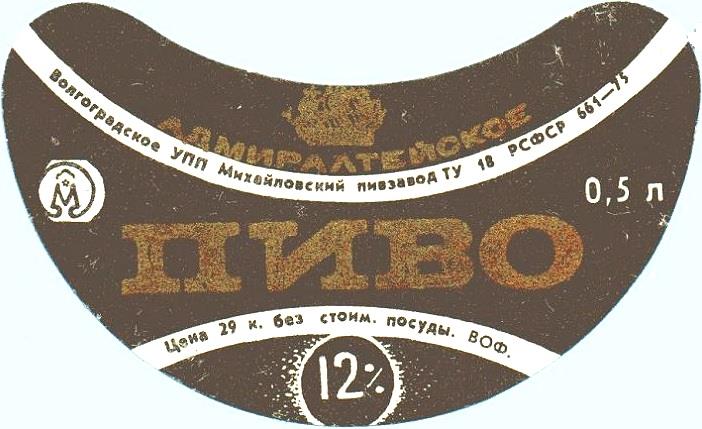 АДМИРАЛТЕЙСКОЕ
Волгоградское УПП Михайловский пивзавод ТУ 18 РСФСР 661—75
М
0,5 л
ПИВО
Цена 29 к. без стоим. посуды. ВОФ.
12%